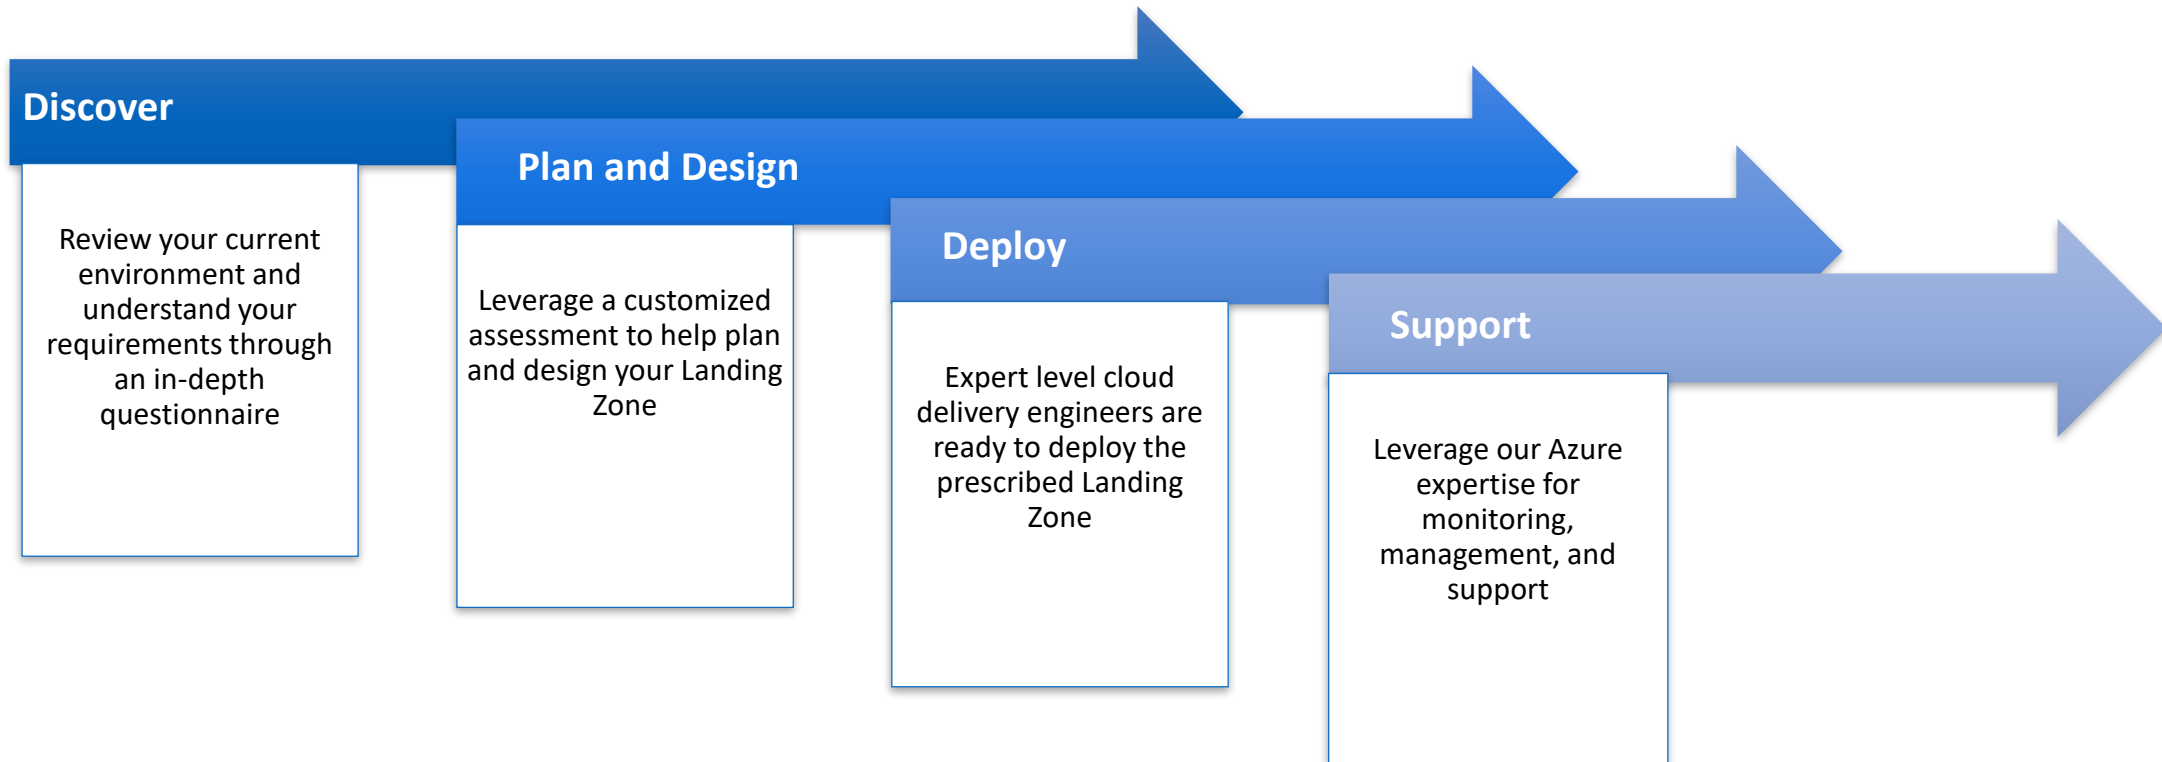 Discover
Review your current
environment and
understand your
requirements through
an in-depth
questionnaire
Plan and Design
Leverage a customized
assessment to help plan
and design your Landing
Zone
Deploy
Expert level cloud
delivery engineers are
ready to deploy the
prescribed Landing
Zone
Support
Leverage our Azure
expertise for
monitoring,
management, and
support